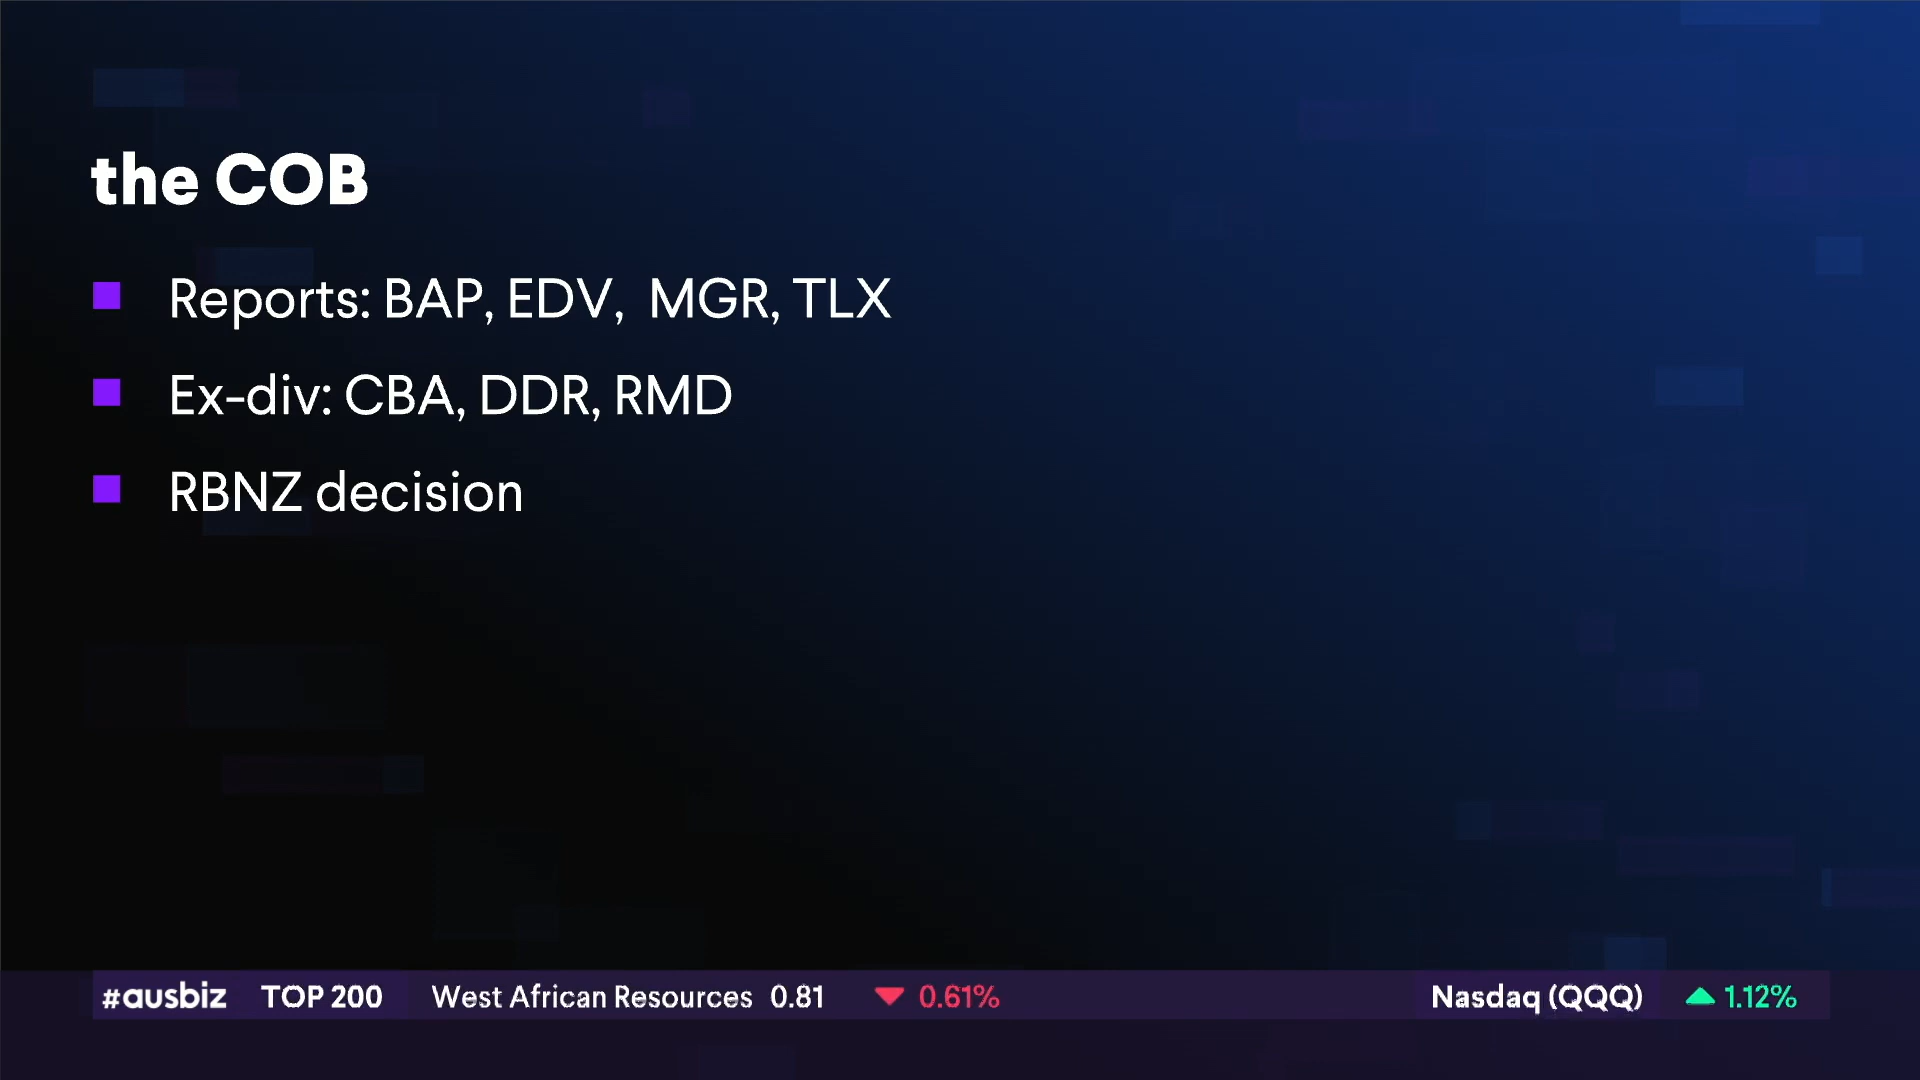 the COB
Reports: BAP, EDV, MGR, TLX
Ex-div: CBA, DDR, RMD
RBNZ decision
#ausbiz TOP 200 West African Resources 0.81 ▼ 0.61% Nasdaq (QQQ) ▲ 1.12%